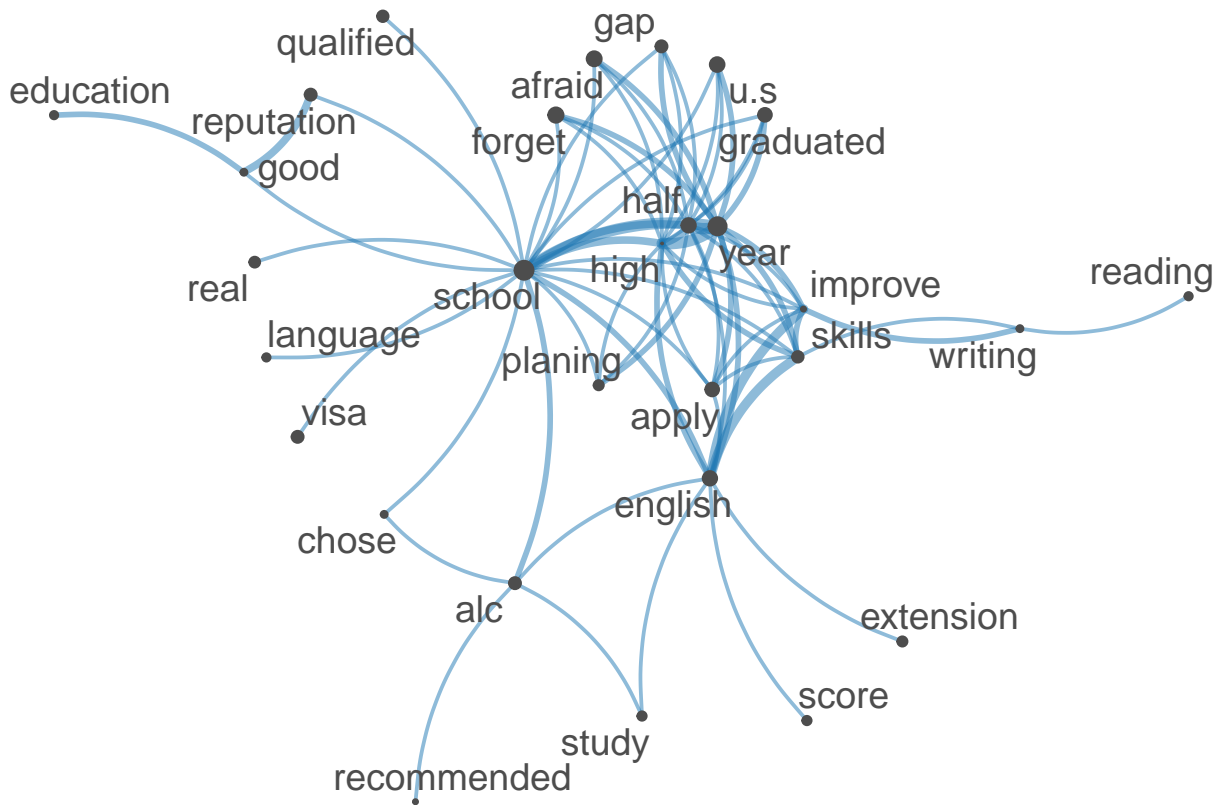 gap
qualified
education
afraid
u.s
reputation
forget
graduated
good
half
year
high
real
school
improve
reading
language
skills
planing
writing
visa
apply
english
chose
alc
extension
score
study
recommended